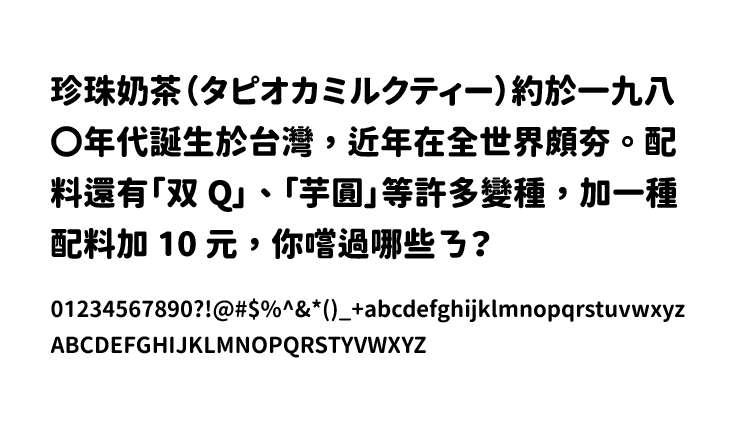 珍珠奶茶(タピオカミルクティー)約於一九八
〇年代誕生於台灣，近年在全世界頗夯。配
料還有「双 Q」、「芋圓」等許多變種，加一種
配料加 10 元，你嚐過哪些ㄋ？
01234567890?!@#$%^&*()_+abcdefghijklmnopqrstuvwxyz
ABCDEFGHIJKLMNOPQRSTYVWXYZ